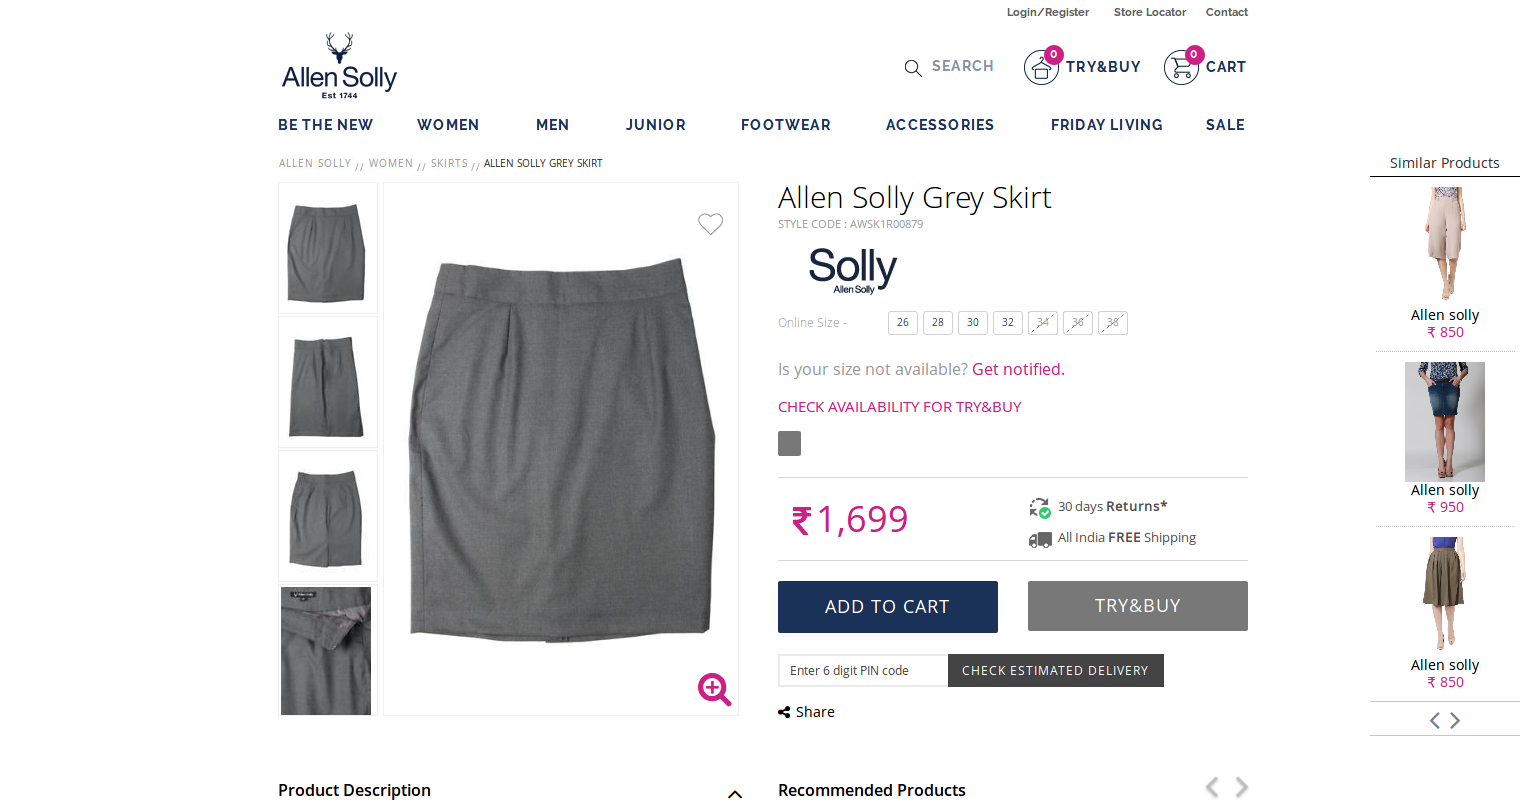 Login/Register Store Locator Contact
Allen Solly
Est 1744
SEARCH 0 TRY&BUY 0 CART
BE THE NEW WOMEN MEN JUNIOR FOOTWEAR ACCESSORIES FRIDAY LIVING SALE
ALLEN SOLLY // WOMEN // SKIRTS // ALLEN SOLLY GREY SKIRT
Allen Solly Grey Skirt
STYLE CODE : AWSK1R00879
Solly
Allen Solly
Online Size - 26 28 30 32 34 36 38
Is your size not available? Get notified.
CHECK AVAILABILITY FOR TRY&BUY
₹1,699
30 days Returns*
All India FREE Shipping
ADD TO CART TRY&BUY
Enter 6 digit PIN code CHECK ESTIMATED DELIVERY
Share
Product Description
Recommended Products
Similar Products
Allen solly
₹ 850
Allen solly
₹ 950
Allen solly
₹ 850